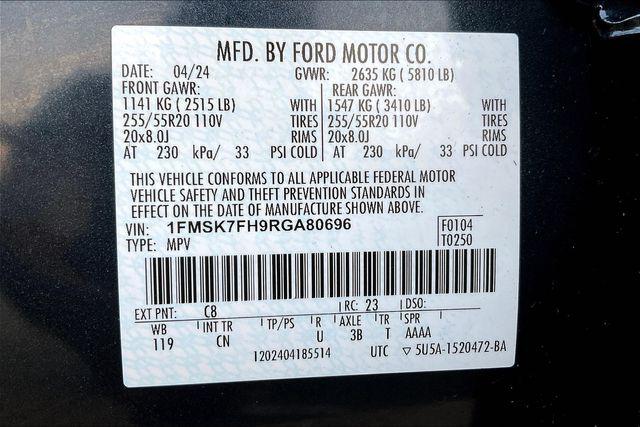 MFD. BY FORD MOTOR CO.
DATE: 04/24 GVWR: 2635 KG ( 5810 LB)
FRONT GAWR: REAR GAWR:
1141 KG ( 2515 LB) WITH 1547 KG ( 3410 LB) WITH
255/55R20 110V TIRES 255/55R20 110V TIRES
20x8.0J RIMS 20x8.0J RIMS
AT 230 kPa/ 33 PSI COLD AT 230 kPa/ 33 PSI COLD
THIS VEHICLE CONFORMS TO ALL APPLICABLE FEDERAL MOTOR
VEHICLE SAFETY AND THEFT PREVENTION STANDARDS IN
EFFECT ON THE DATE OF MANUFACTURE SHOWN ABOVE.
VIN: 1FMSK7FH9RGA80696 F0104
TYPE: MPV T0250
EXT PNT: C8 RC: 23 DSO:
WB INT TR TP/PS R AXLE TR SPR
119 CN U 3B T AAAA
1202404185514 UTC ▽ 5U5A-1520472-BA